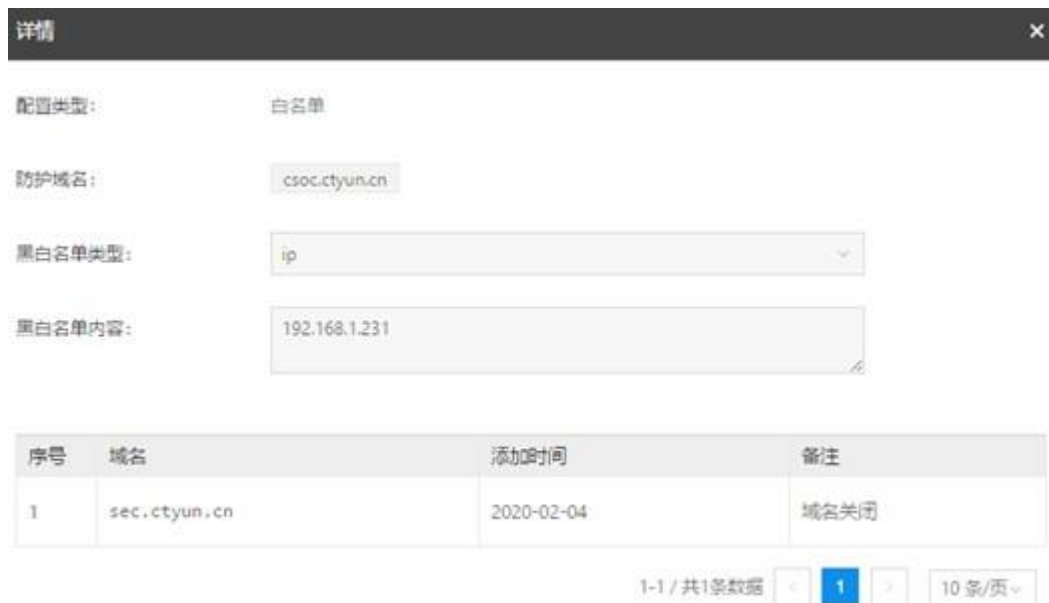 详情
配置类型： 白名单
防护域名： csoc.ctyun.cn
黑白名单类型： ip
黑白名单内容： 192.168.1.231
序号 域名 添加时间 备注
1 sec.ctyun.cn 2020-02-04 域名关闭
1-1 / 共1条数据 < 1 > 10 条/页